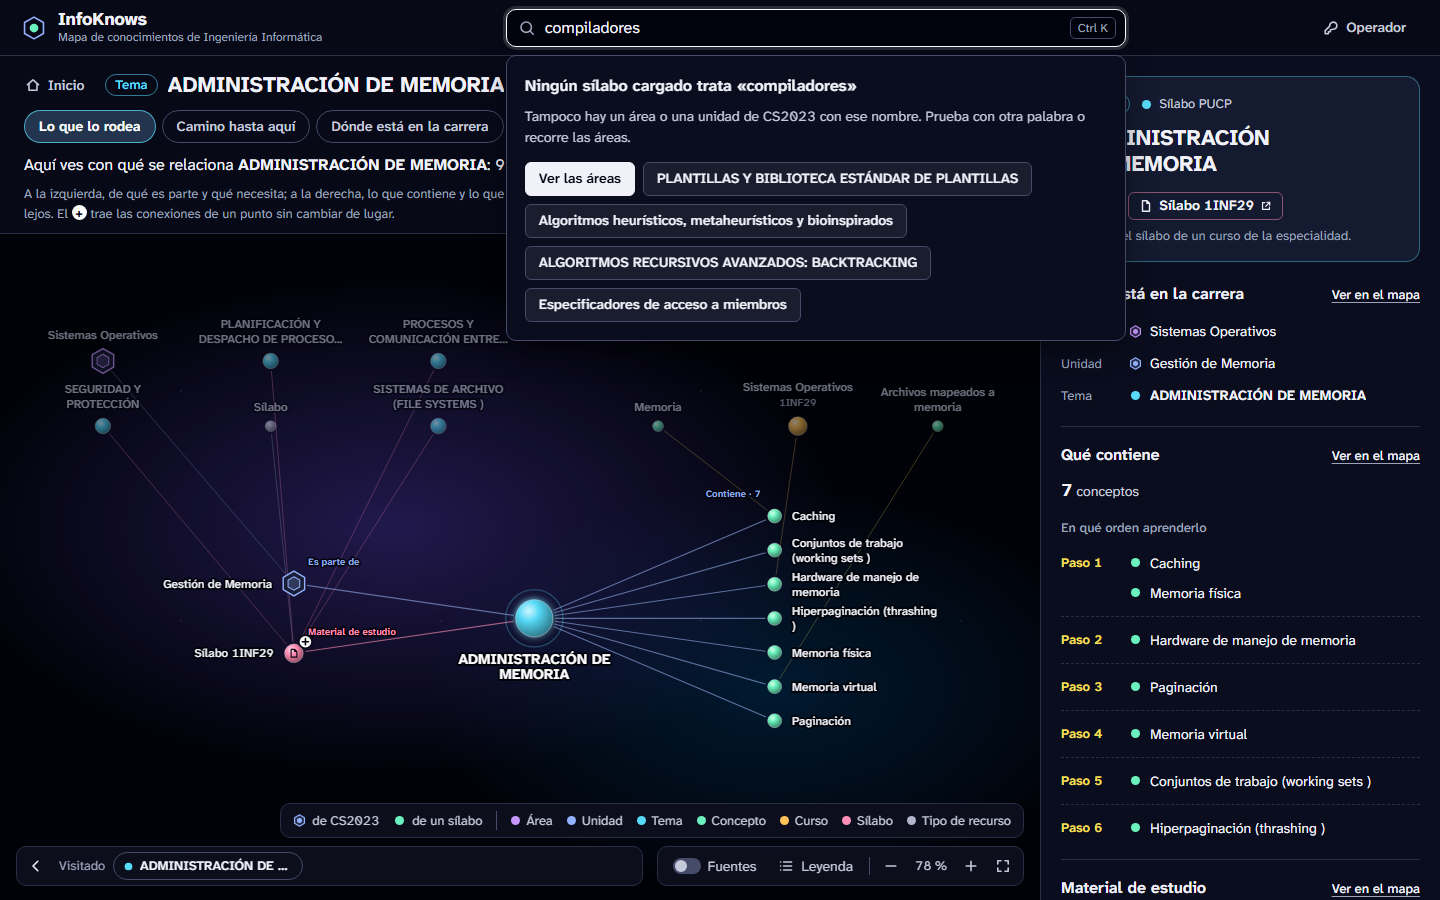 InfoKnows
Mapa de conocimientos de Ingeniería Informática
compiladores
Ctrl K
Operador
Inicio
Tema
ADMINISTRACIÓN DE MEMORIA
Lo que lo rodea
Camino hasta aquí
Dónde está en la carrera
Aquí ves con qué se relaciona ADMINISTRACIÓN DE MEMORIA: 9
A la izquierda, de qué es parte y qué necesita; a la derecha, lo que contiene y lo que
lejos. El + trae las conexiones de un punto sin cambiar de lugar.
Ningún sílabo cargado trata «compiladores»
Tampoco hay un área o una unidad de CS2023 con ese nombre. Prueba con otra palabra o
recorre las áreas.
Ver las áreas
PLANTILLAS Y BIBLIOTECA ESTÁNDAR DE PLANTILLAS
Algoritmos heurísticos, metaheurísticos y bioinspirados
ALGORITMOS RECURSIVOS AVANZADOS: BACKTRACKING
Especificadores de acceso a miembros
Sistemas Operativos
PLANIFICACIÓN Y
DESPACHO DE PROCESO...
PROCESOS Y
COMUNICACIÓN ENTRE...
SEGURIDAD Y
PROTECCIÓN
Sílabo
SISTEMAS DE ARCHIVO
(FILE SYSTEMS )
Memoria
Sistemas Operativos
1INF29
Archivos mapeados a
memoria
Contiene · 7
Caching
Conjuntos de trabajo
(working sets )
Hardware de manejo de
memoria
Hiperpaginación (thrashing
)
Memoria física
Memoria virtual
Paginación
Es parte de
Gestión de Memoria
Material de estudio
Sílabo 1INF29
ADMINISTRACIÓN DE
MEMORIA
de CS2023
de un sílabo
Área
Unidad
Tema
Concepto
Curso
Sílabo
Tipo de recurso
Visitado
ADMINISTRACIÓN DE ...
Fuentes
Leyenda
78 %
Sílabo PUCP
INISTRACIÓN
MEMORIA
Sílabo 1INF29
el sílabo de un curso de la especialidad.
stá en la carrera
Ver en el mapa
Sistemas Operativos
Unidad
Gestión de Memoria
Tema
ADMINISTRACIÓN DE MEMORIA
Qué contiene
Ver en el mapa
7 conceptos
En qué orden aprenderlo
Paso 1
Caching
Memoria física
Paso 2
Hardware de manejo de memoria
Paso 3
Paginación
Paso 4
Memoria virtual
Paso 5
Conjuntos de trabajo (working sets )
Paso 6
Hiperpaginación (thrashing )
Material de estudio
Ver en el mapa